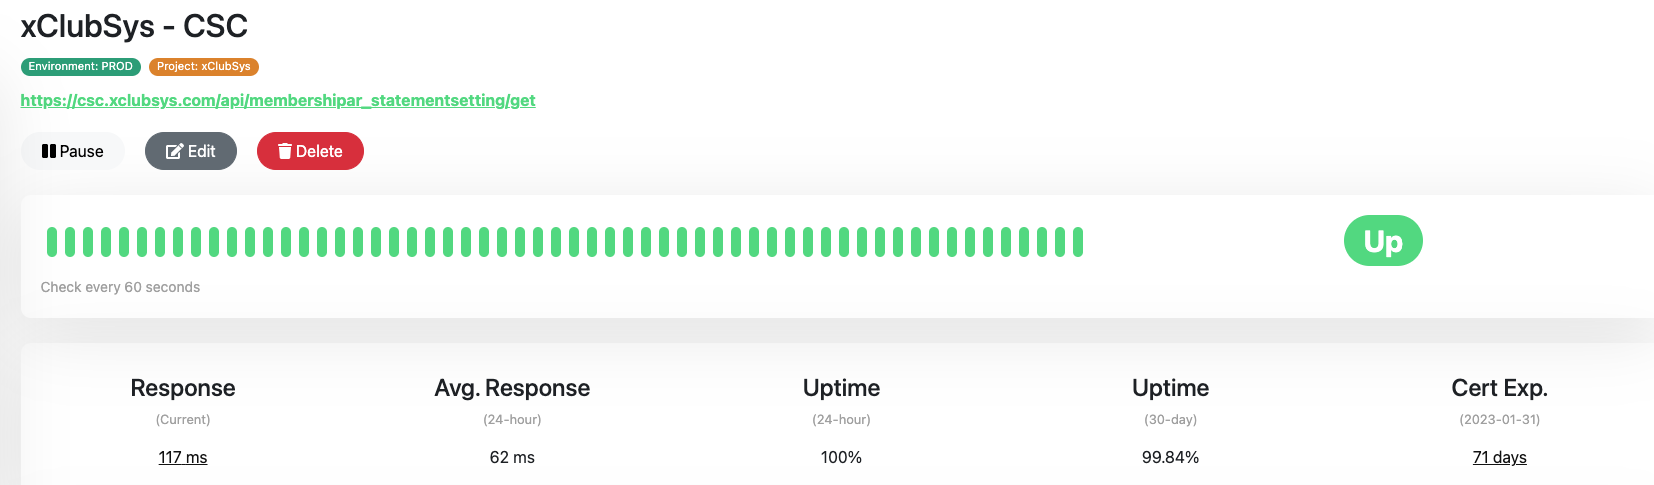 xClubSys - CSC
Environment: PROD Project: xClubSys
https://csc.xclubsys.com/api/membershipar_statementsetting/get
Pause Edit Delete
Up
Check every 60 seconds
Response Avg. Response Uptime Uptime Cert Exp.
(Current) (24-hour) (24-hour) (30-day) (2023-01-31)
117 ms 62 ms 100% 99.84% 71 days